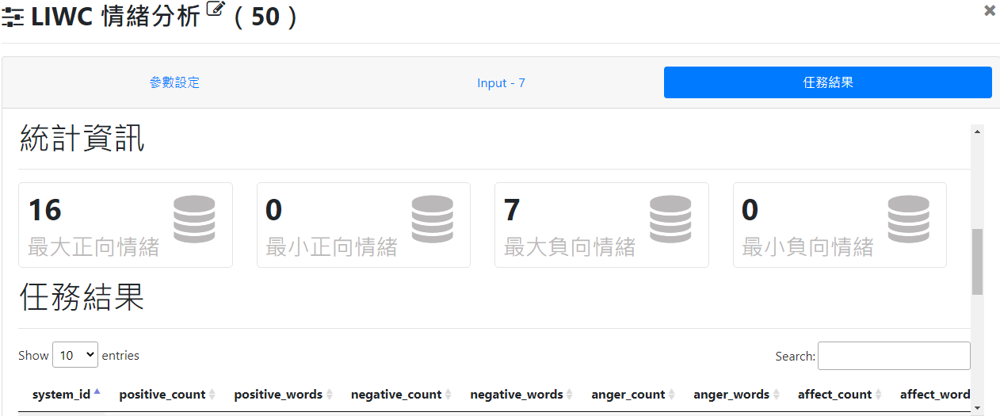 LIWC 情緒分析 ( 50 )
參數設定 Input - 7 任務結果
統計資訊
16 0 7 0
最大正向情緒 最小正向情緒 最大負向情緒 最小負向情緒
任務結果
Show 10 entries Search:
system_id positive_count positive_words negative_count negative_words anger_count anger_words affect_count affect_word